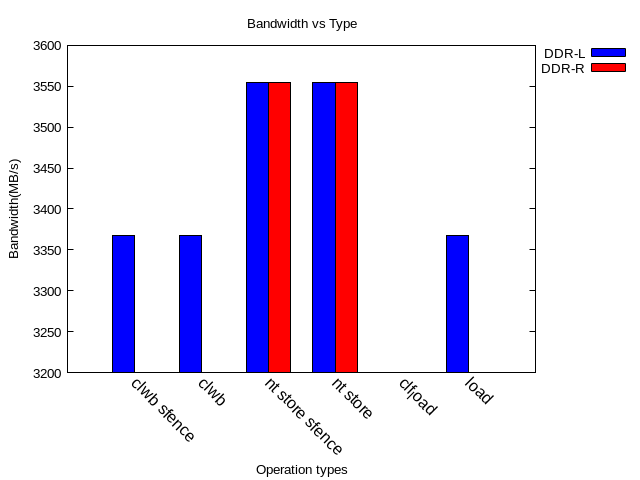 Bandwidth vs Type
DDR-L
DDR-R
3600
3550
3500
3450
3400
3350
3300
3250
3200
Bandwidth(MB/s)
clwb sfence
clwb
nt store sfence
nt store
clfjoad
load
Operation types